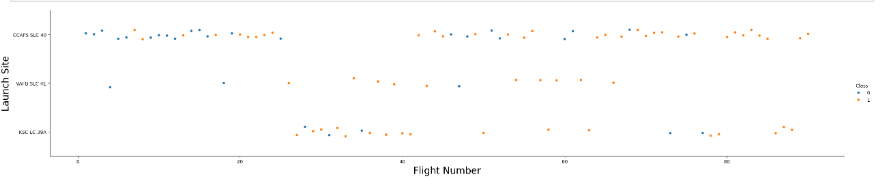 CCAFS SLC 40
VAFB SLC 4E
KSC LC 39A
Launch Site
0 20 40 60 80
Flight Number
Class
0
1